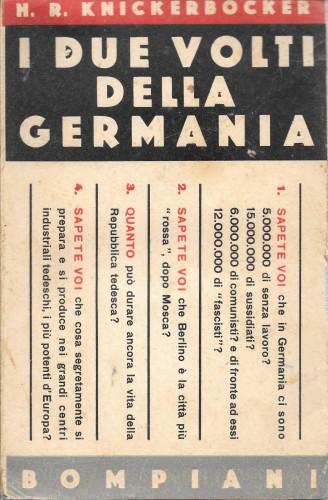 H. R. KNICKERBOCKER
I DUE VOLTI
DELLA
GERMANIA
1. SAPETE VOI che in Germania ci sono
5.000.000 di senza lavoro?
15.000.000 di sussidiati?
6.000.000 di comunisti? e di fronte ad essi
12.000.000 di "fascisti"?
2. SAPETE VOI che Berlino è la città più
"rossa", dopo Mosca?
3. QUANTO può durare ancora la vita della
Repubblica tedesca?
4. SAPETE VOI che cosa segretamente si
prepara e si produce nei grandi centri
industriali tedeschi, i più potenti d'Europa?
BOMPIANI